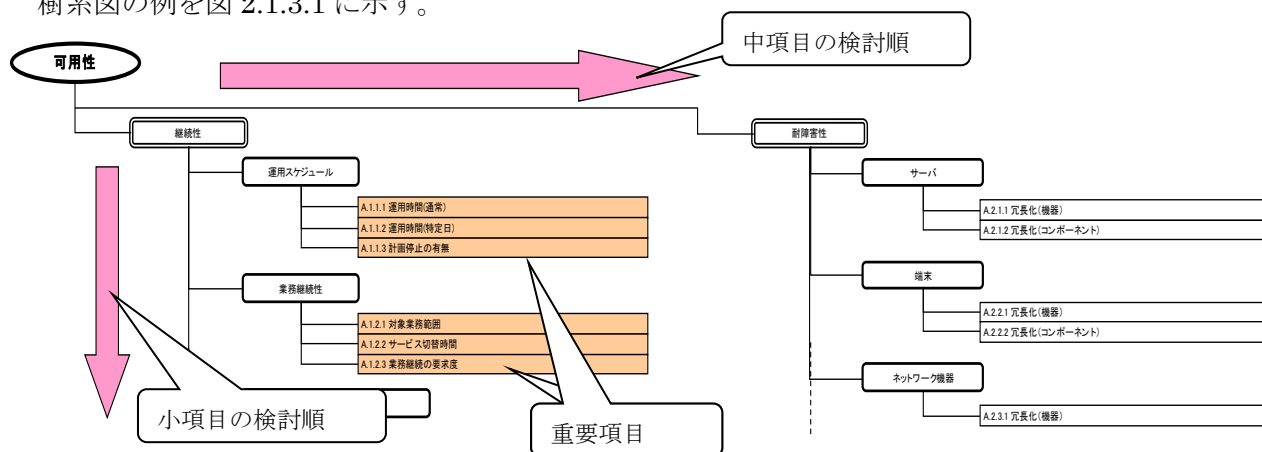 樹系図の例を図 2.1.3.1 に示す。
中項目の検討順
可用性
継続性
耐障害性
運用スケジュール
サーバ
A.1.1.1 運用時間(通常)
A.1.1.2 運用時間(特定日)
A.1.1.3 計画停止の有無
A.2.1.1 冗長化(機器)
A.2.1.2 冗長化(コンポーネント)
業務継続性
端末
A.1.2.1 対象業務範囲
A.1.2.2 サービス切替時間
A.1.2.3 業務継続の要求度
A.2.2.1 冗長化(機器)
A.2.2.2 冗長化(コンポーネント)
ネットワーク機器
A.2.3.1 冗長化(機器)
小項目の検討順
重要項目